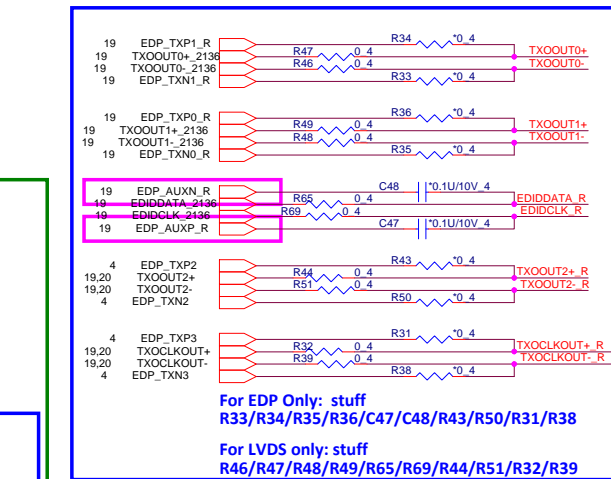 19 EDP_TXP1_R R34 *0_4
19 TXOOUT0+_2136 R47 0_4 TXOOUT0+
19 TXOOUT0-_2136 R46 0_4 TXOOUT0-
19 EDP_TXN1_R R33 *0_4
19 EDP_TXP0_R R36 *0_4
19 TXOOUT1+_2136 R49 0_4 TXOOUT1+
19 TXOOUT1-_2136 R48 0_4 TXOOUT1-
19 EDP_TXN0_R R35 *0_4
19 EDP_AUXN_R C48 *0.1U/10V_4
19 EDIDDATA_2136 R65 0_4 EDIDDATA_R
19 EDIDCLK_2136 R69 0_4 EDIDCLK_R
19 EDP_AUXP_R C47 *0.1U/10V_4
4 EDP_TXP2 R43 *0_4
19,20 TXOOUT2+ R44 0_4 TXOOUT2+_R
19,20 TXOOUT2- R51 0_4 TXOOUT2-_R
4 EDP_TXN2 R50 *0_4
4 EDP_TXP3 R31 *0_4
19,20 TXOCLKOUT+ R32 0_4 TXOCLKOUT+_R
19,20 TXOCLKOUT- R39 0_4 TXOCLKOUT-_R
4 EDP_TXN3 R38 *0_4
For EDP Only: stuff
R33/R34/R35/R36/C47/C48/R43/R50/R31/R38
For LVDS only: stuff
R46/R47/R48/R49/R65/R69/R44/R51/R32/R39